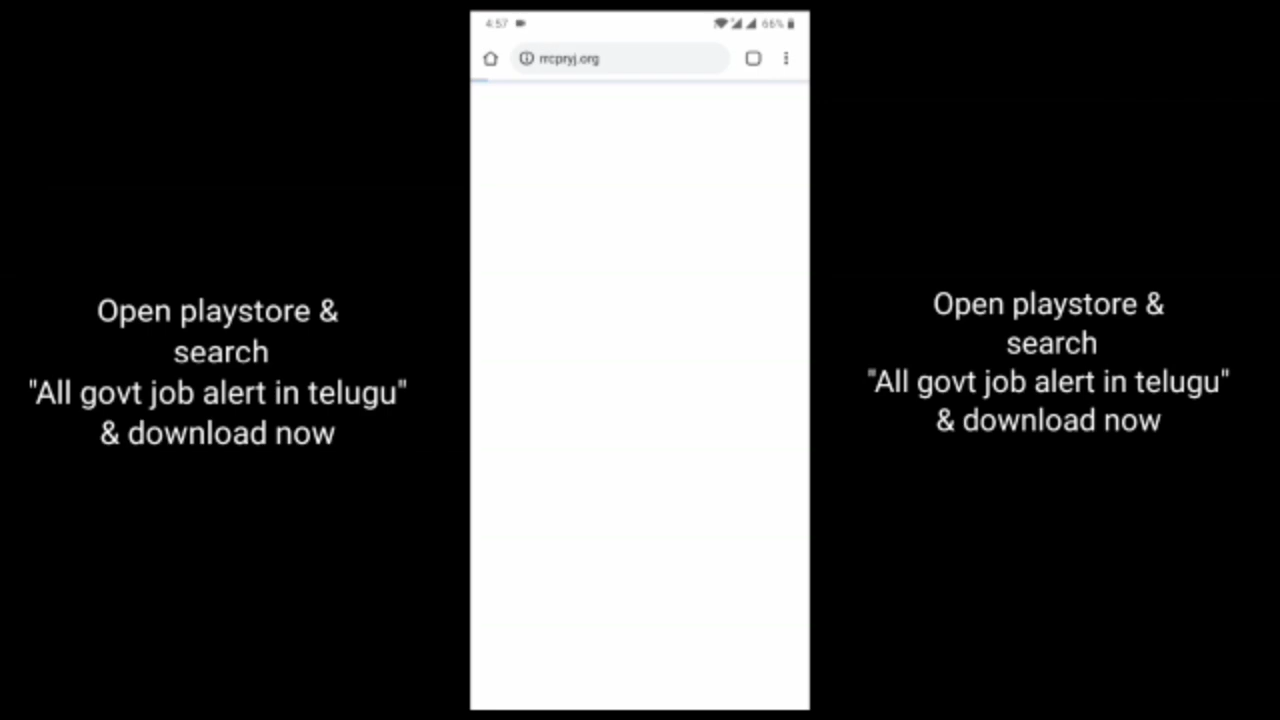 4:57 66%
rrcpryj.org
Open playstore &
search
"All govt job alert in telugu"
& download now
Open playstore &
search
"All govt job alert in telugu"
& download now